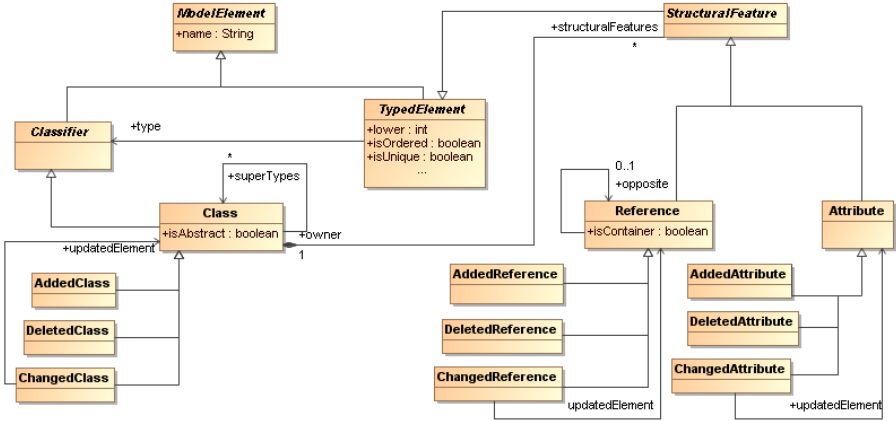 ModelElement
+name : String
StructuralFeature
+structuralFeatures
*
Classifier
+type
TypedElement
+lower : int
+isOrdered : boolean
+isUnique : boolean
...
*
+superTypes
0..1
+opposite
Class
+isAbstract : boolean
+owner
1
Reference
+isContainer : boolean
Attribute
+updatedElement
AddedClass
DeletedClass
ChangedClass
AddedReference
DeletedReference
ChangedReference
updatedElement
AddedAttribute
DeletedAttribute
ChangedAttribute
+updatedElement